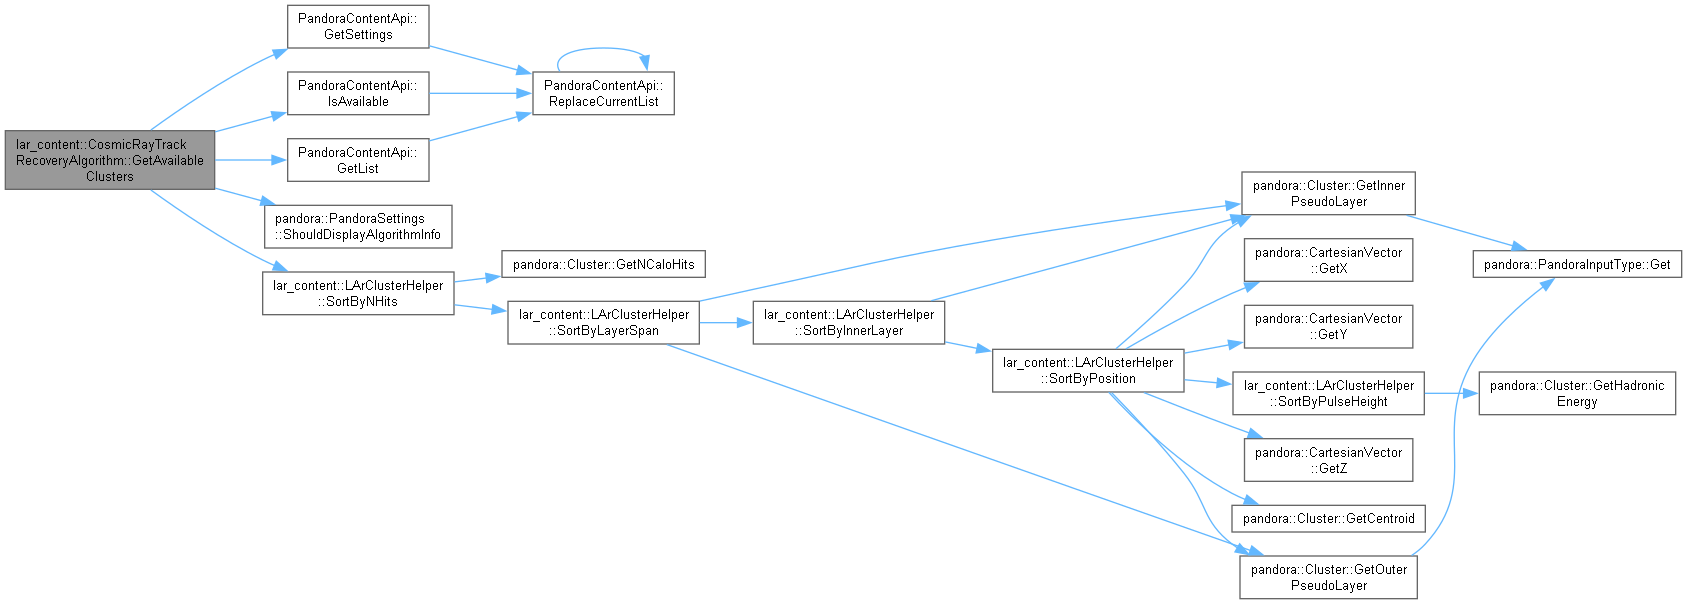 PandoraContentApi::
GetSettings
PandoraContentApi::
IsAvailable
PandoraContentApi::
ReplaceCurrentList
lar_content::CosmicRayTrack
RecoveryAlgorithm::GetAvailable
Clusters
PandoraContentApi::
GetList
pandora::PandoraSettings
::ShouldDisplayAlgorithmInfo
lar_content::LArClusterHelper
::SortByNHits
pandora::Cluster::GetNCaloHits
lar_content::LArClusterHelper
::SortByLayerSpan
lar_content::LArClusterHelper
::SortByInnerLayer
lar_content::LArClusterHelper
::SortByPosition
pandora::Cluster::GetInner
PseudoLayer
pandora::CartesianVector
::GetX
pandora::CartesianVector
::GetY
lar_content::LArClusterHelper
::SortByPulseHeight
pandora::CartesianVector
::GetZ
pandora::Cluster::GetCentroid
pandora::Cluster::GetOuter
PseudoLayer
pandora::PandoraInputType::Get
pandora::Cluster::GetHadronic
Energy